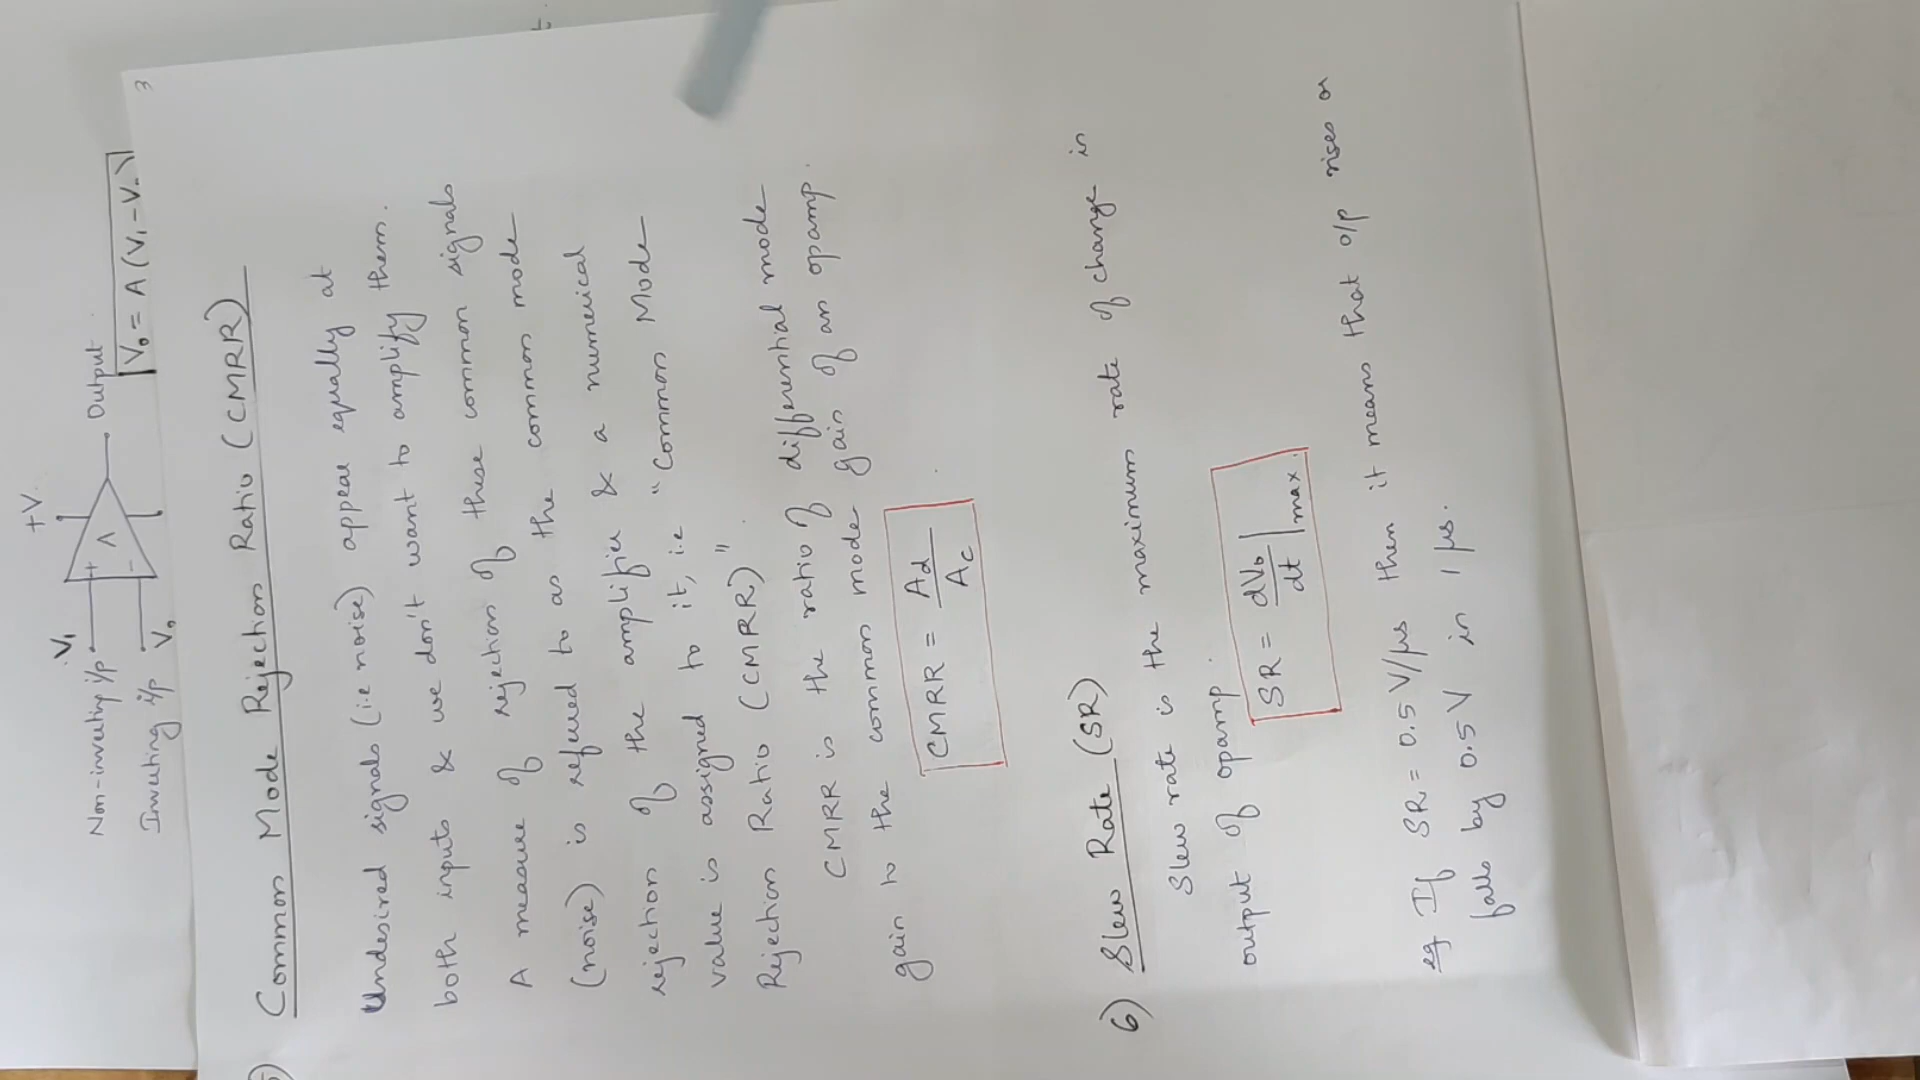 +V
V₁
Non-inverting i/p
+
A
Output
-
Inverting i/p
V₀ = A (V₁ - V
3
Common Mode Rejection Ratio (CMRR)
Undesired signals (i.e noise) appear equally at
both inputs & we don't want to amplify them.
A measure of rejection of these common signals
(noise) is referred to as the common mode
rejection of the amplifier & a numerical
value is assigned to it, i.e "Common Mode
Rejection Ratio (CMRR)"
CMRR is the ratio of differential mode
gain to the common mode gain of an opamp.
CMRR = Ad / Ac
6) Slew Rate (SR)
Slew rate is the maximum rate of change in
output of opamp.
SR = dV₀ / dt | max.
eg If SR = 0.5 V/μs then it means that o/p rises or
falls by 0.5 V in 1 μs.